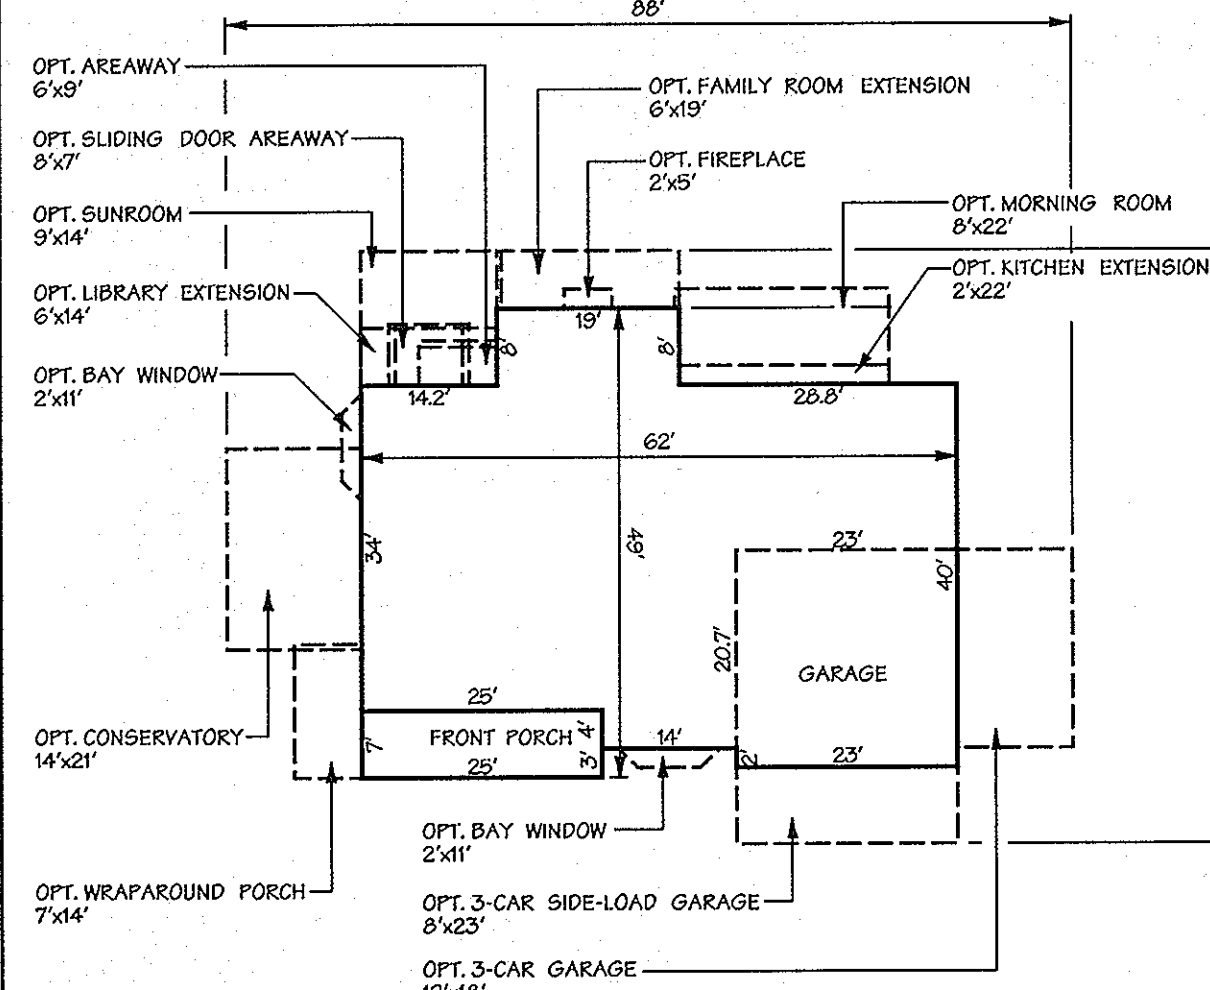 88'
OPT. AREAWAY
6'x9'
OPT. FAMILY ROOM EXTENSION
6'x19'
OPT. SLIDING DOOR AREAWAY
8'x7'
OPT. FIREPLACE
2'x5'
OPT. SUNROOM
9'x14'
OPT. MORNING ROOM
8'x22'
OPT. KITCHEN EXTENSION
2'x22'
OPT. LIBRARY EXTENSION
6'x14'
19'
8'
8'
OPT. BAY WINDOW
2'x11'
14.2'
28.8'
62'
34'
49'
23'
40'
20.7'
GARAGE
25'
FRONT PORCH
4'
14'
7'
3'
2'
23'
25'
OPT. CONSERVATORY
14'x21'
OPT. BAY WINDOW
2'x11'
OPT. WRAPAROUND PORCH
7'x14'
OPT. 3-CAR SIDE-LOAD GARAGE
8'x23'
OPT. 3-CAR GARAGE